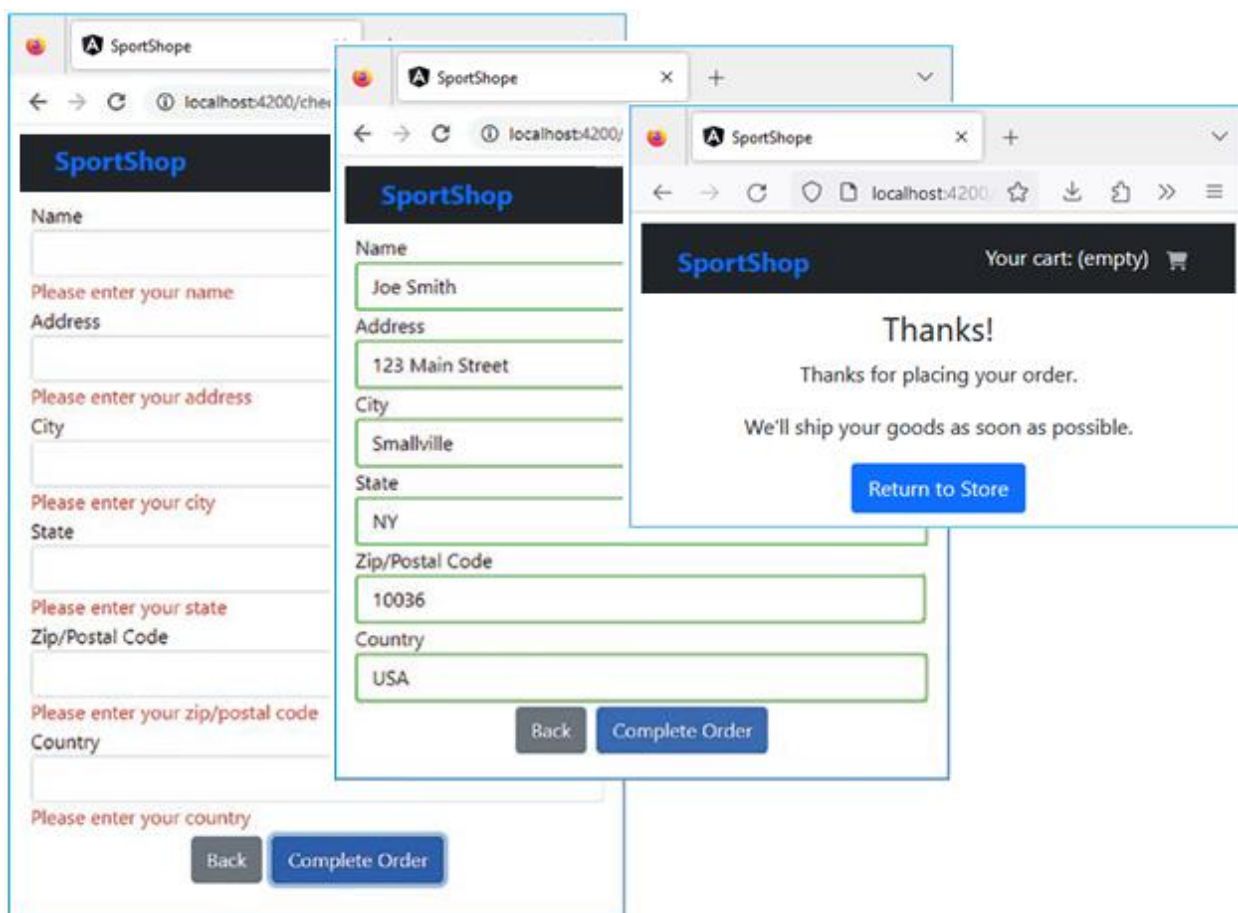 SportShope
localhost:4200/che
SportShop
Name
Please enter your name
Address
Please enter your address
City
Please enter your city
State
Please enter your state
Zip/Postal Code
Please enter your zip/postal code
Country
Please enter your country
Back
Complete Order
SportShope
localhost:4200/
SportShop
Name
Joe Smith
Address
123 Main Street
City
Smallville
State
NY
Zip/Postal Code
10036
Country
USA
Back
Complete Order
SportShope
localhost:4200
SportShop
Your cart: (empty)
Thanks!
Thanks for placing your order.
We'll ship your goods as soon as possible.
Return to Store